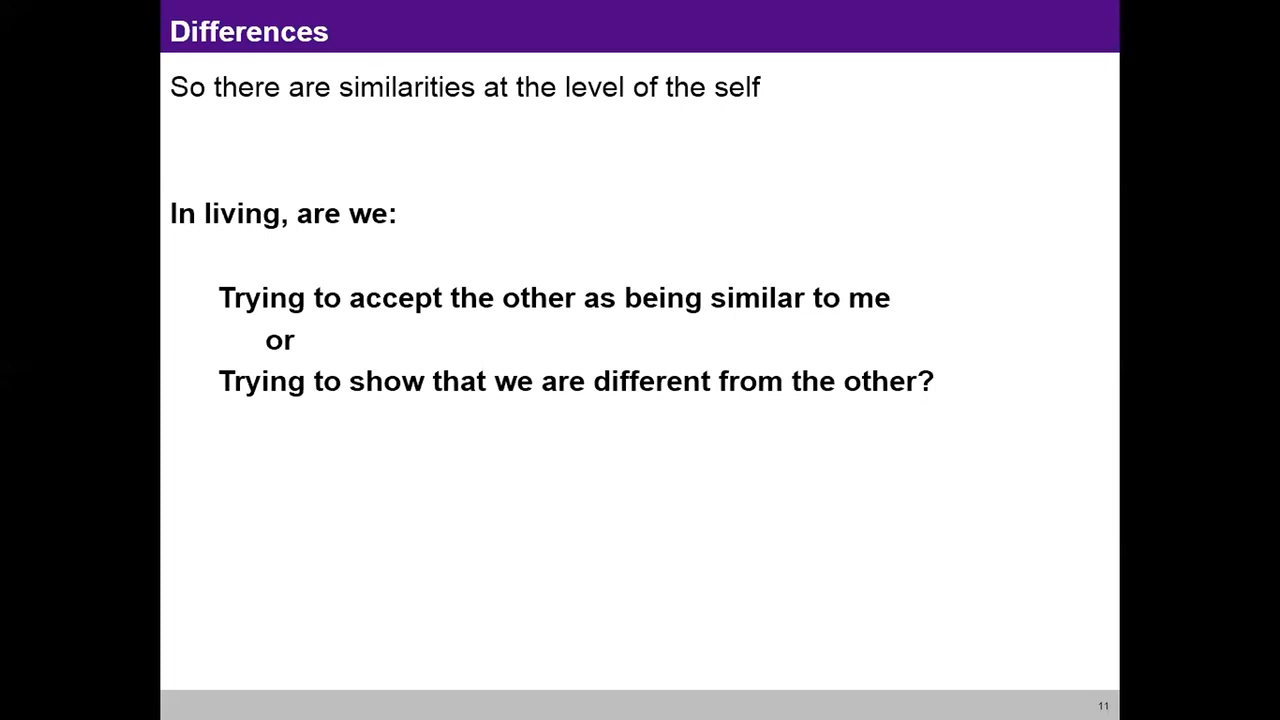 Differences
So there are similarities at the level of the self
In living, are we:
Trying to accept the other as being similar to me
or
Trying to show that we are different from the other?
11